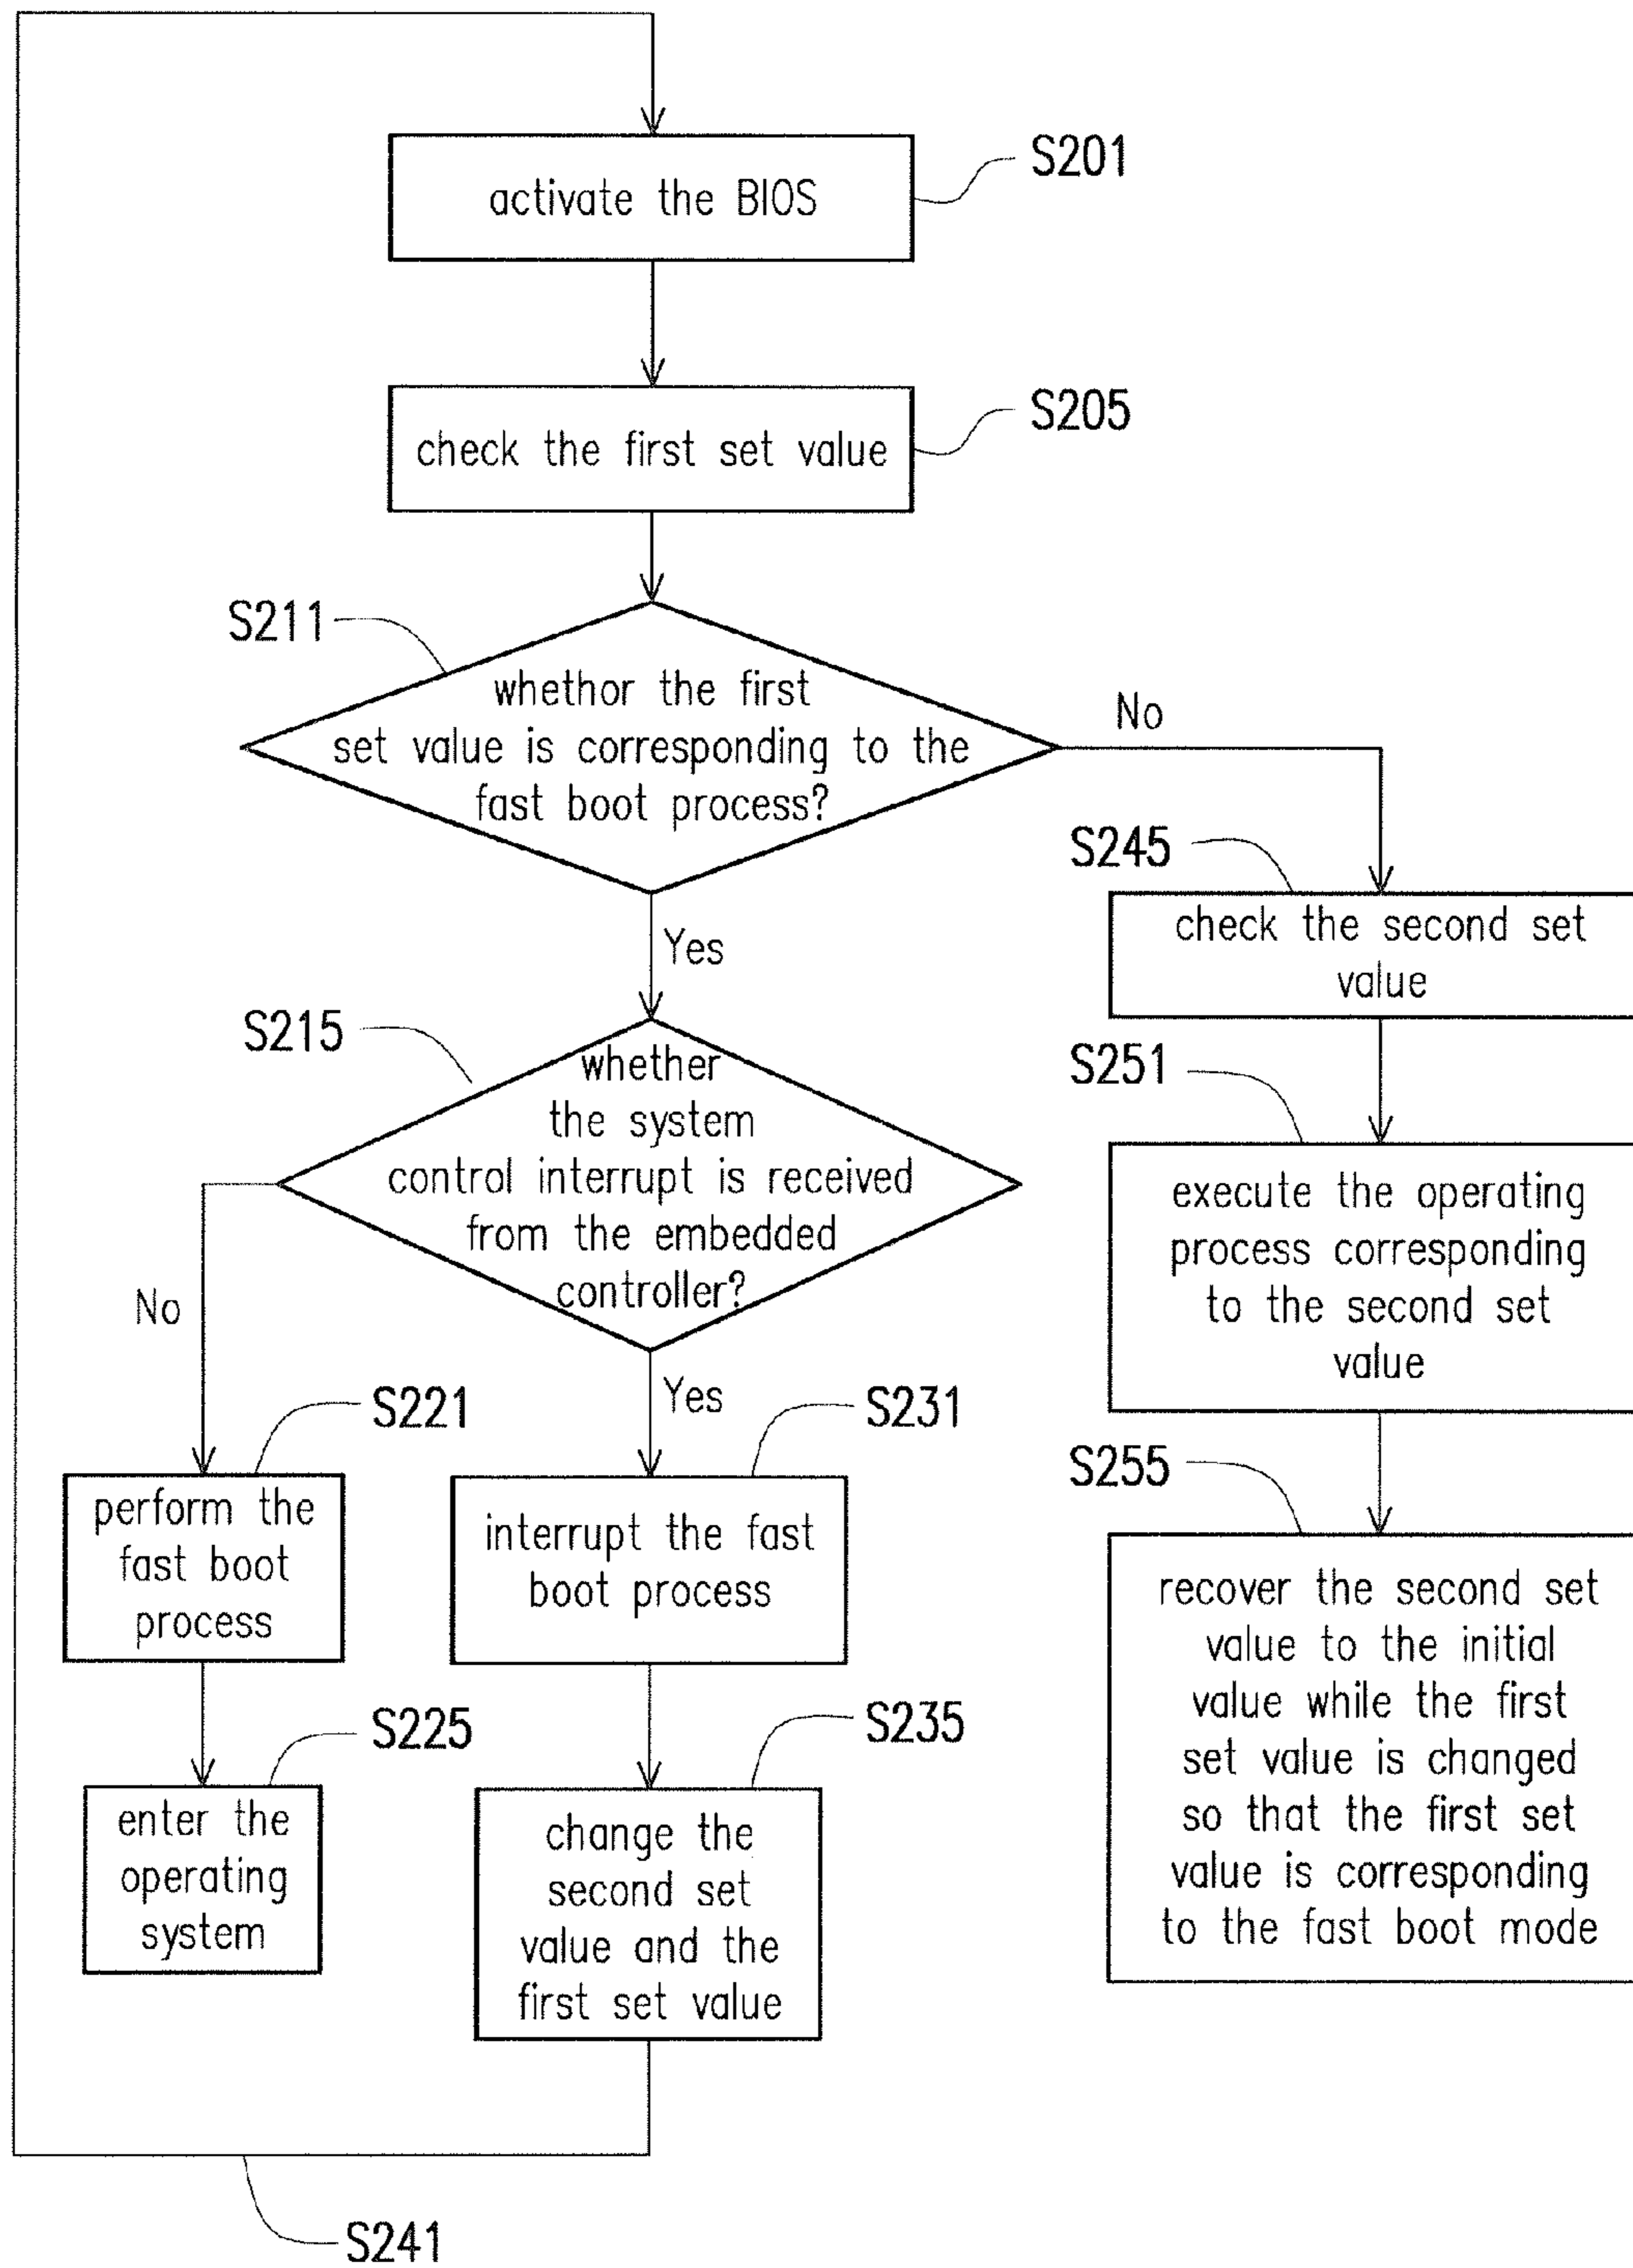 activate the BIOS
S201
check the first set value
S205
S211
whethor the first
set value is corresponding to the
fast boot process?
No
Yes
S245
check the second set
value
S215
whether
the system
control interrupt is received
from the embedded
controller?
No
Yes
S251
execute the operating
process corresponding
to the second set
value
S221
perform the
fast boot
process
S231
interrupt the fast
boot process
S255
recover the second set
value to the initial
value while the first
set value is changed
so that the first set
value is corresponding
to the fast boot mode
S225
enter the
operating
system
S235
change the
second set
value and the
first set value
S241